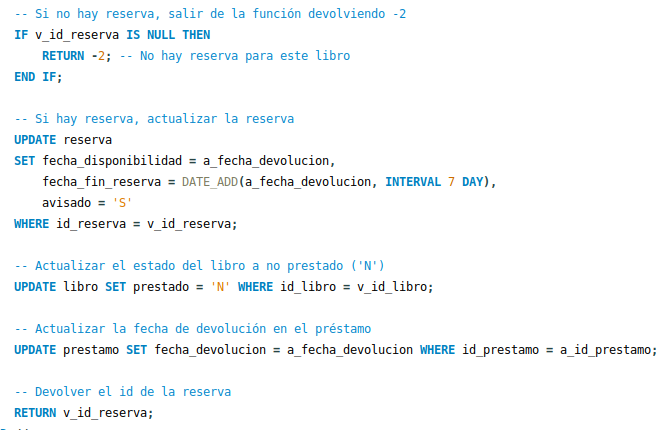 -- Si no hay reserva, salir de la función devolviendo -2
IF v_id_reserva IS NULL THEN
    RETURN -2; -- No hay reserva para este libro
END IF;

-- Si hay reserva, actualizar la reserva
UPDATE reserva
SET fecha_disponibilidad = a_fecha_devolucion,
    fecha_fin_reserva = DATE_ADD(a_fecha_devolucion, INTERVAL 7 DAY),
    avisado = 'S'
WHERE id_reserva = v_id_reserva;

-- Actualizar el estado del libro a no prestado ('N')
UPDATE libro SET prestado = 'N' WHERE id_libro = v_id_libro;

-- Actualizar la fecha de devolución en el préstamo
UPDATE prestamo SET fecha_devolucion = a_fecha_devolucion WHERE id_prestamo = a_id_prestamo;

-- Devolver el id de la reserva
RETURN v_id_reserva;